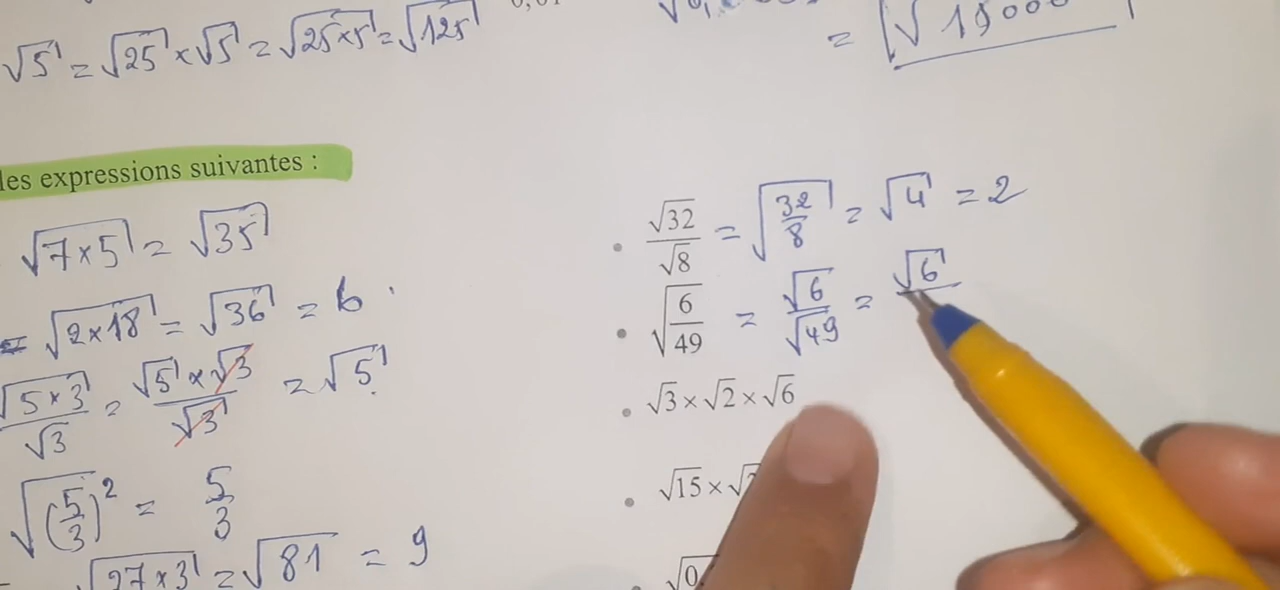 √5 = √25 × √5 = √25×5 = √125
= √15000
les expressions suivantes :
√7×5 = √35
= √2×18 = √36 = 6
√5×3/√3 = √5×√3/√3 = √5
√(5/3)² = 5/3
√27×3 = √81 = 9
• √32/√8 = √32/8 = √4 = 2
• √6/49 = √6/√49 = √6
• √3×√2×√6
• √15×√
• √0,